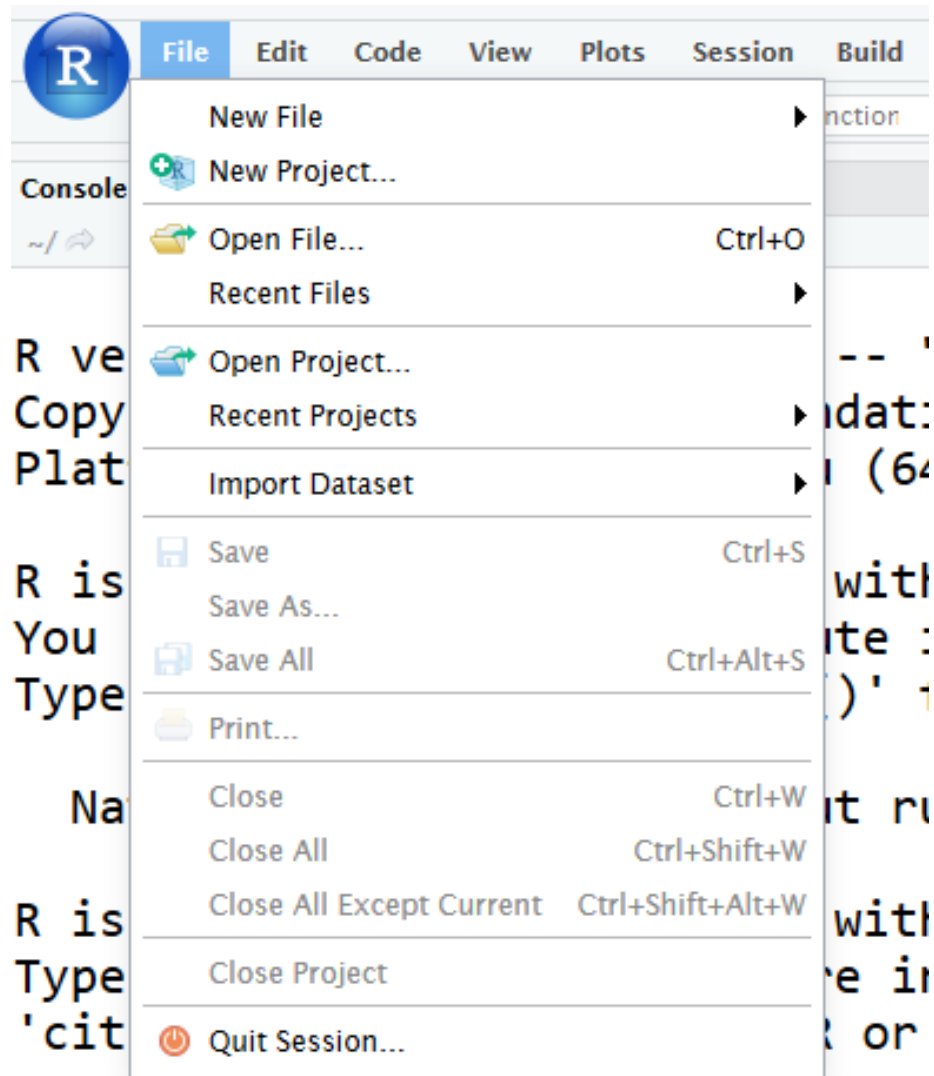 R File Edit Code View Plots Session Build
New File
nction
New Project...
Console
~/
Open File... Ctrl+O
Recent Files
R ve -- "
Open Project...
Copy
Recent Projects
ndati
Plat (64
Import Dataset
Save Ctrl+S
R is with
Save As...
You ute i
Save All Ctrl+Alt+S
Type ()'
Print...
Close Ctrl+W
Na ut ru
Close All Ctrl+Shift+W
Close All Except Current Ctrl+Shift+Alt+W
R is with
Close Project
Type re in
Quit Session...
'cit R or